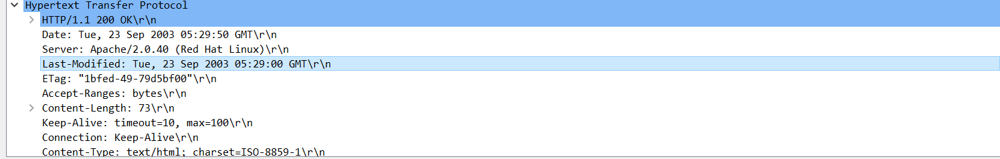 Hypertext Transfer Protocol
HTTP/1.1 200 OK\r\n
Date: Tue, 23 Sep 2003 05:29:50 GMT\r\n
Server: Apache/2.0.40 (Red Hat Linux)\r\n
Last-Modified: Tue, 23 Sep 2003 05:29:00 GMT\r\n
ETag: "1bfed-49-79d5bf00"\r\n
Accept-Ranges: bytes\r\n
Content-Length: 73\r\n
Keep-Alive: timeout=10, max=100\r\n
Connection: Keep-Alive\r\n
Content-Type: text/html; charset=ISO-8859-1\r\n